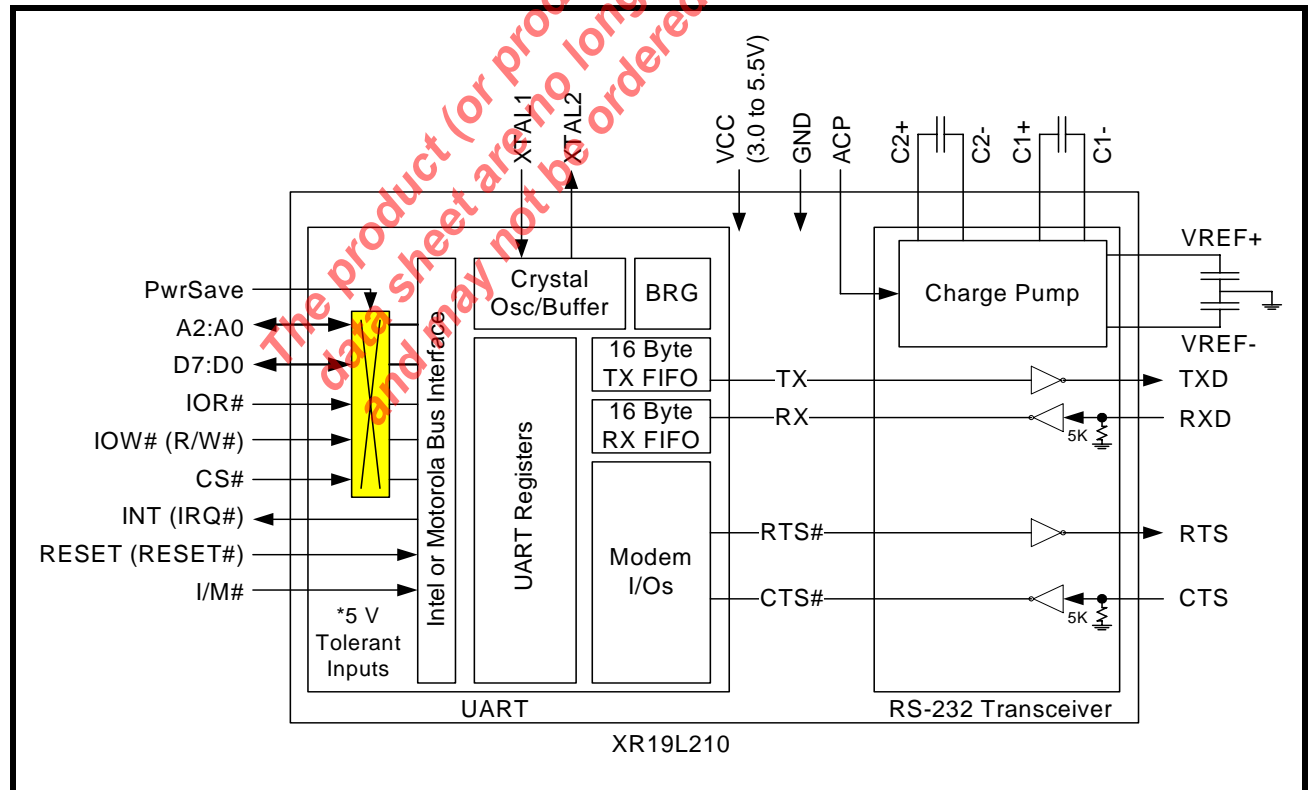 The product (or produ
data sheet are no long
and may not be ordered
XTAL1
XTAL2
VCC
(3.0 to 5.5V)
GND
ACP
C2+
C2-
C1+
C1-
VREF+
VREF-
PwrSave
A2:A0
D7:D0
IOR#
IOW# (R/W#)
CS#
INT (IRQ#)
RESET (RESET#)
I/M#
*5 V
Tolerant
Inputs
Intel or Motorola Bus Interface
Crystal
Osc/Buffer
BRG
UART Registers
16 Byte
TX FIFO
16 Byte
RX FIFO
Modem
I/Os
Charge Pump
TX
TXD
RX
5K
RXD
RTS#
RTS
CTS#
5K
CTS
UART
RS-232 Transceiver
XR19L210